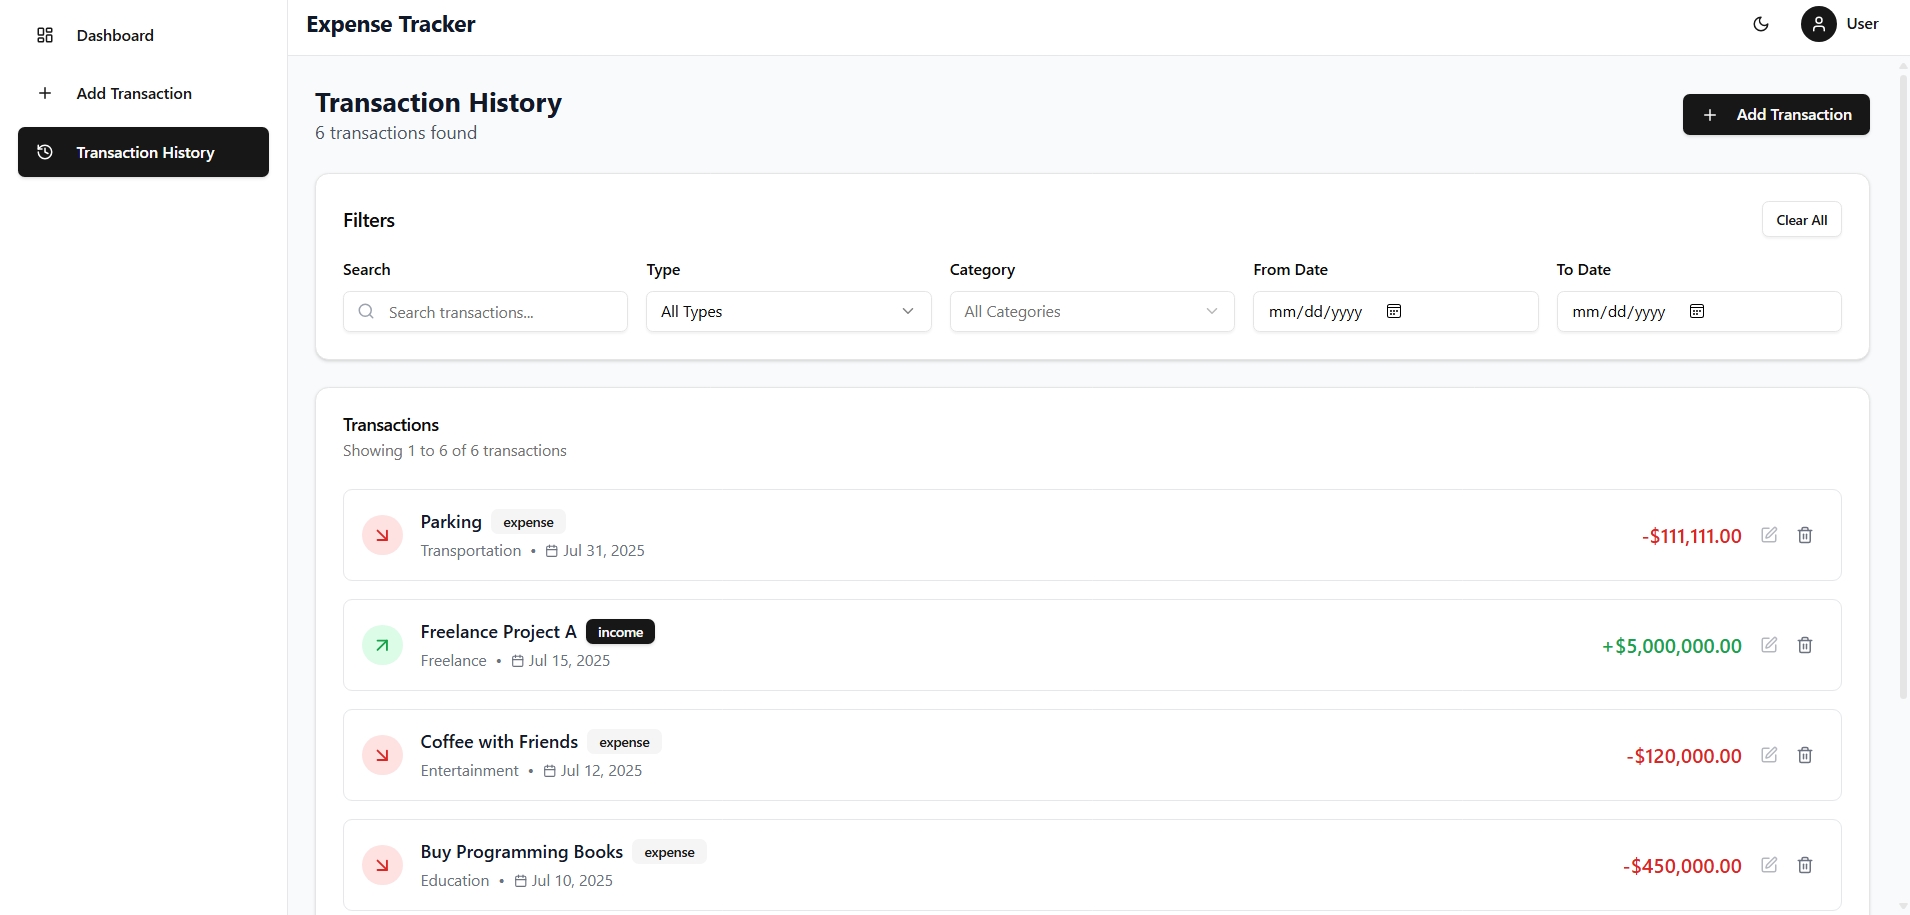 Dashboard
Add Transaction
Transaction History
Expense Tracker
User
Transaction History
6 transactions found
Add Transaction
Filters
Clear All
Search
Type
Category
From Date
To Date
Search transactions...
All Types
All Categories
mm/dd/yyyy
mm/dd/yyyy
Transactions
Showing 1 to 6 of 6 transactions
Parking expense
Transportation • Jul 31, 2025
-$111,111.00
Freelance Project A income
Freelance • Jul 15, 2025
+$5,000,000.00
Coffee with Friends expense
Entertainment • Jul 12, 2025
-$120,000.00
Buy Programming Books expense
Education • Jul 10, 2025
-$450,000.00